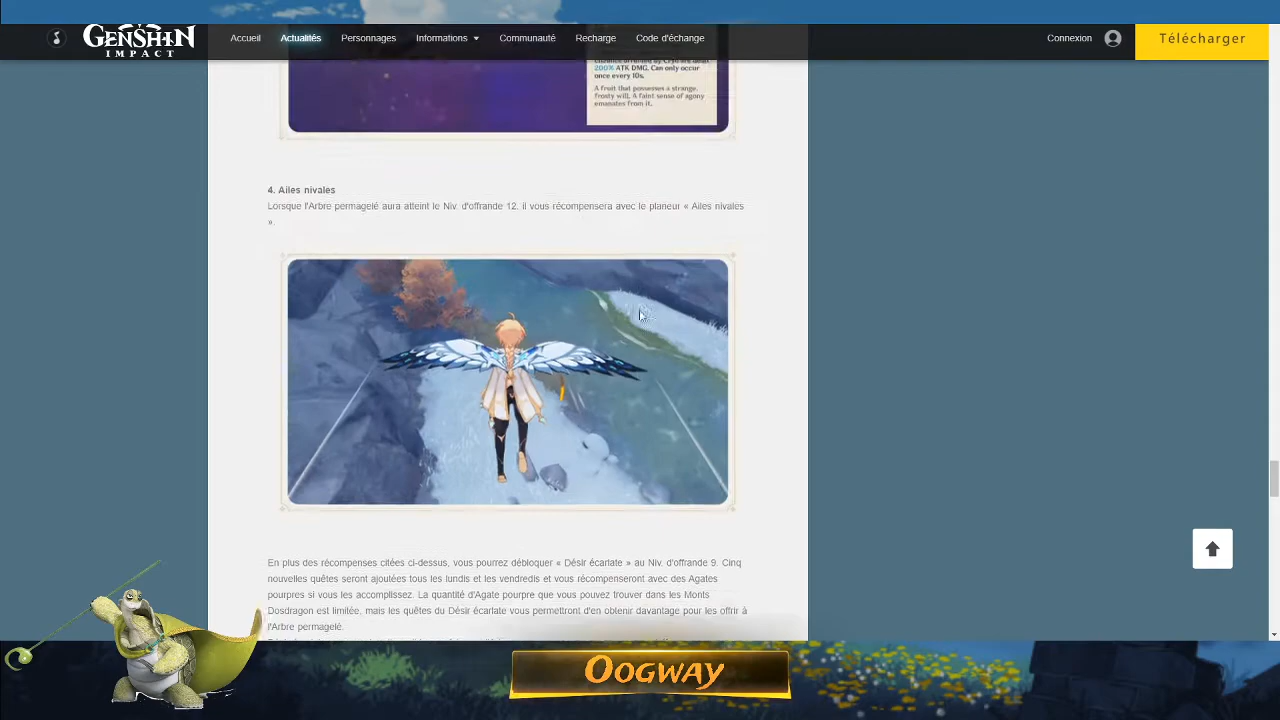 GENSHIN
IMPACT
Accueil
Actualités
Personnages
Informations
Communauté
Recharge
Code d'échange
Connexion
Télécharger
200% ATK DMG. Can only occur
once every 10s.
A fruit that possesses a strange,
frosty will. A faint sense of agony
emanates from it.
4. Ailes nivales
Lorsque l'Arbre permagelé aura atteint le Niv. d'offrande 12, il vous récompensera avec le planeur « Ailes nivales
».
En plus des récompenses citées ci-dessus, vous pourrez débloquer « Désir écarlate » au Niv. d'offrande 9. Cinq
nouvelles quêtes seront ajoutées tous les lundis et les vendredis et vous récompenseront avec des Agates
pourpres si vous les accomplissez. La quantité d'Agate pourpre que vous pouvez trouver dans les Monts
Dosdragon est limitée, mais les quêtes du Désir écarlate vous permettront d'en obtenir davantage pour les offrir à
l'Arbre permagelé.
OOGWAY